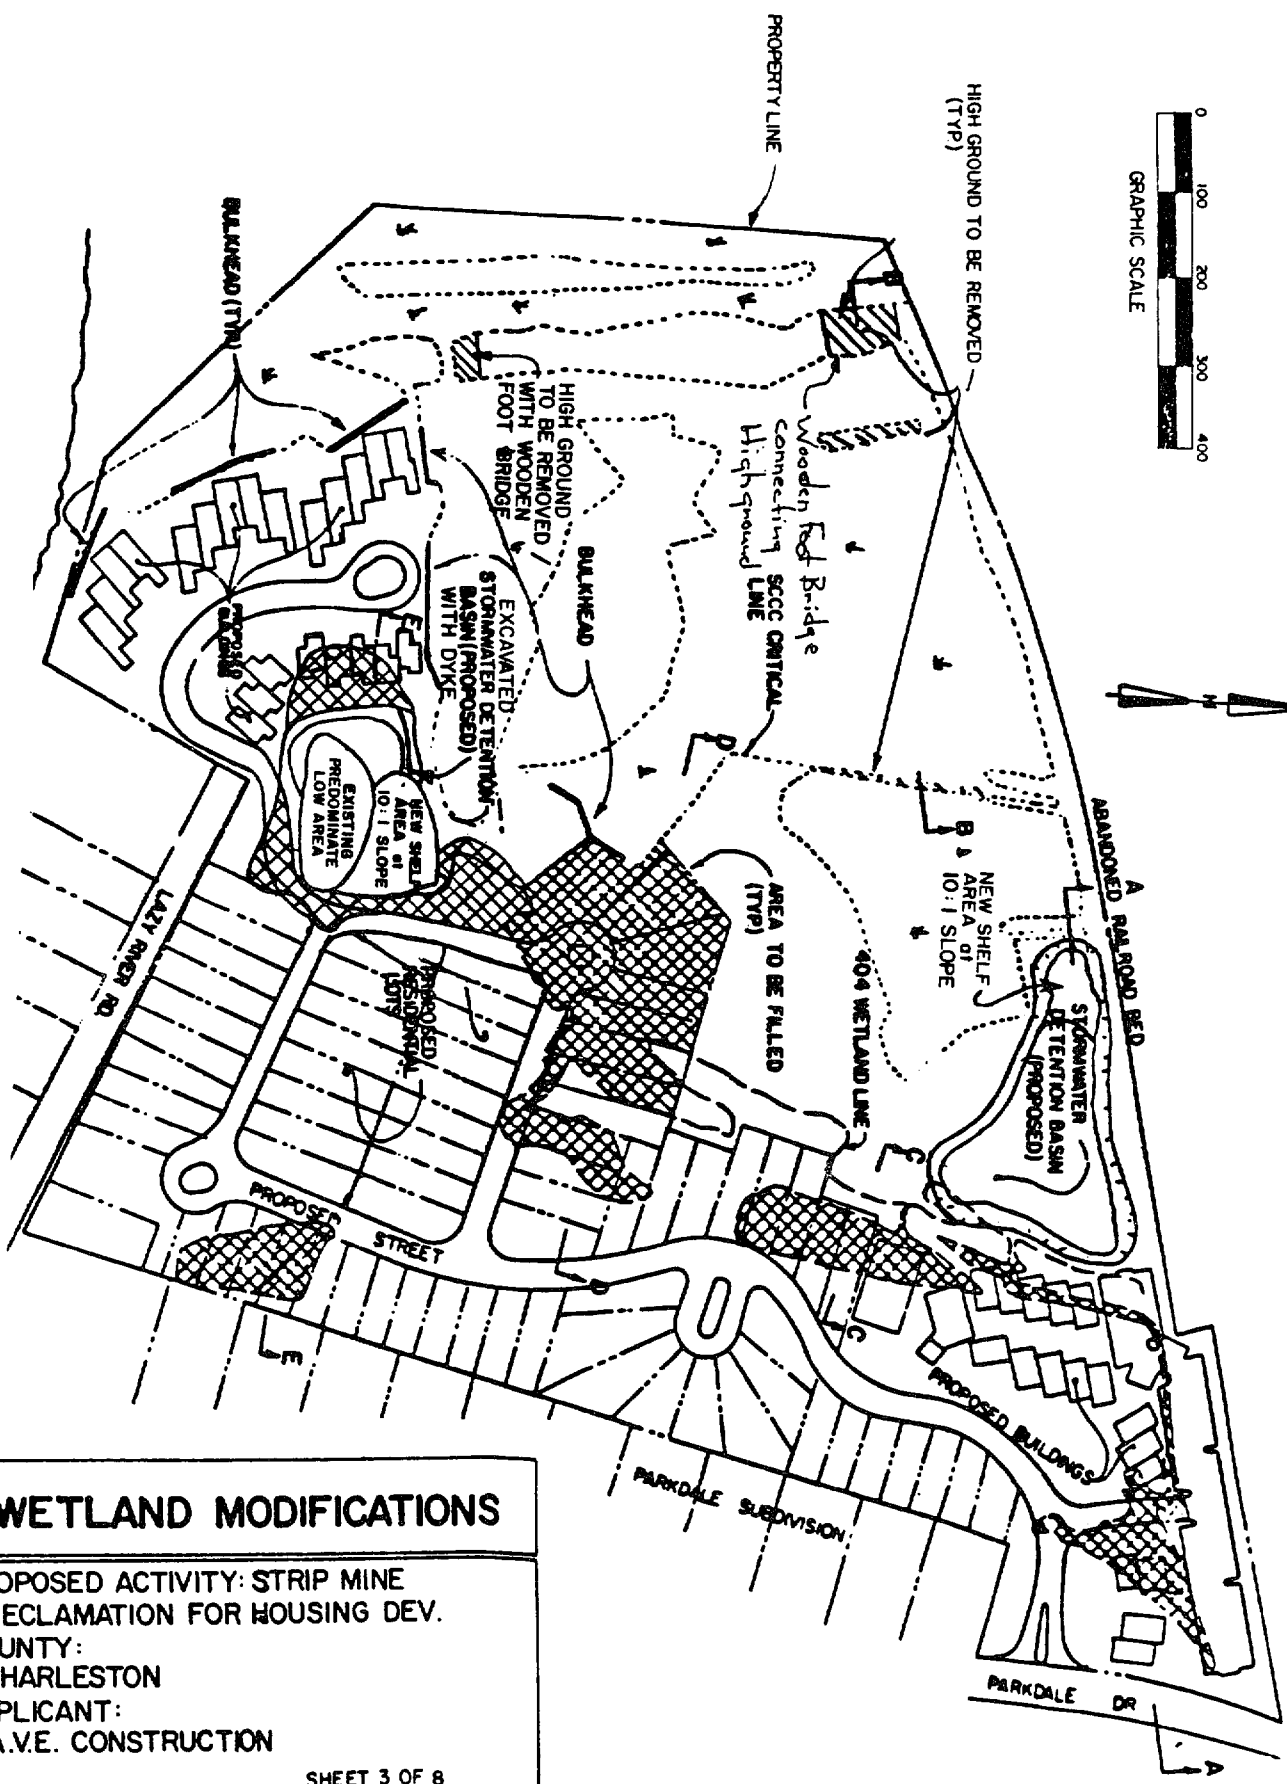 0 100 200 300 400
GRAPHIC SCALE
PROPERTY LINE
HIGH GROUND TO BE REMOVED
(TYP.)
BULKHEAD (TYP.)
B
HIGH GROUND
TO BE REMOVED
WITH WOODEN
FOOT BRIDGE
Wooden Foot Bridge
connecting
High ground
SCCC CRITICAL
LINE
BULKHEAD
EXCAVATED
STORMWATER DETENTION
BASIN (PROPOSED)
WITH DYKE
E
PROPOSED
BUILDINGS
NEW SHELF
AREA at
10:1 SLOPE
EXISTING
PREDOMINATE
LOW AREA
D
B
N
ABANDONED RAILROAD BED
A
NEW SHELF
AREA at
10:1 SLOPE
AREA TO BE FILLED
(TYP.)
404 WETLAND LINE
STORMWATER
DETENTION BASIN
(PROPOSED)
LAZY RIVER RD.
PROPOSED
RESIDENTIAL
LOTS
C
PROPOSED STREET
D
C
E
PROPOSED BUILDINGS
PARKDALE SUBDIVISION
PARKDALE DR
A
WETLAND MODIFICATIONS
OPOSED ACTIVITY: STRIP MINE
ECLAMATION FOR HOUSING DEV.
UNTY:
HARLESTON
PLICANT:
A.V.E. CONSTRUCTION
SHEET 3 OF 8